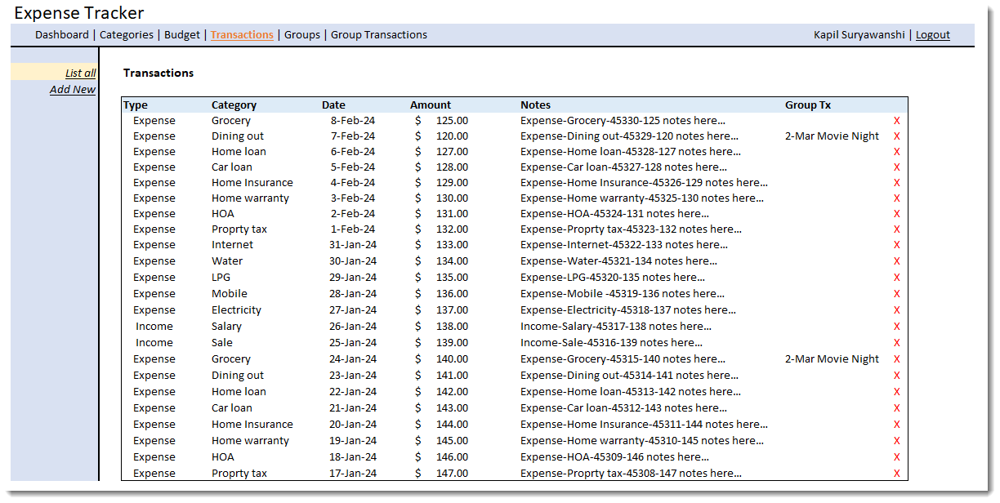 Expense Tracker
Dashboard | Categories | Budget | Transactions | Groups | Group Transactions Kapil Suryawanshi | Logout
List all
Add New
Transactions
Type Category Date Amount Notes Group Tx
Expense Grocery 8-Feb-24 $ 125.00 Expense-Grocery-45330-125 notes here... X
Expense Dining out 7-Feb-24 $ 120.00 Expense-Dining out-45329-120 notes here... 2-Mar Movie Night X
Expense Home loan 6-Feb-24 $ 127.00 Expense-Home loan-45328-127 notes here... X
Expense Car loan 5-Feb-24 $ 128.00 Expense-Car loan-45327-128 notes here... X
Expense Home Insurance 4-Feb-24 $ 129.00 Expense-Home Insurance-45326-129 notes here... X
Expense Home warranty 3-Feb-24 $ 130.00 Expense-Home warranty-45325-130 notes here... X
Expense HOA 2-Feb-24 $ 131.00 Expense-HOA-45324-131 notes here... X
Expense Proprty tax 1-Feb-24 $ 132.00 Expense-Proprty tax-45323-132 notes here... X
Expense Internet 31-Jan-24 $ 133.00 Expense-Internet-45322-133 notes here... X
Expense Water 30-Jan-24 $ 134.00 Expense-Water-45321-134 notes here... X
Expense LPG 29-Jan-24 $ 135.00 Expense-LPG-45320-135 notes here... X
Expense Mobile 28-Jan-24 $ 136.00 Expense-Mobile -45319-136 notes here... X
Expense Electricity 27-Jan-24 $ 137.00 Expense-Electricity-45318-137 notes here... X
Income Salary 26-Jan-24 $ 138.00 Income-Salary-45317-138 notes here... X
Income Sale 25-Jan-24 $ 139.00 Income-Sale-45316-139 notes here... X
Expense Grocery 24-Jan-24 $ 140.00 Expense-Grocery-45315-140 notes here... 2-Mar Movie Night X
Expense Dining out 23-Jan-24 $ 141.00 Expense-Dining out-45314-141 notes here... X
Expense Home loan 22-Jan-24 $ 142.00 Expense-Home loan-45313-142 notes here... X
Expense Car loan 21-Jan-24 $ 143.00 Expense-Car loan-45312-143 notes here... X
Expense Home Insurance 20-Jan-24 $ 144.00 Expense-Home Insurance-45311-144 notes here... X
Expense Home warranty 19-Jan-24 $ 145.00 Expense-Home warranty-45310-145 notes here... X
Expense HOA 18-Jan-24 $ 146.00 Expense-HOA-45309-146 notes here... X
Expense Proprty tax 17-Jan-24 $ 147.00 Expense-Proprty tax-45308-147 notes here... X